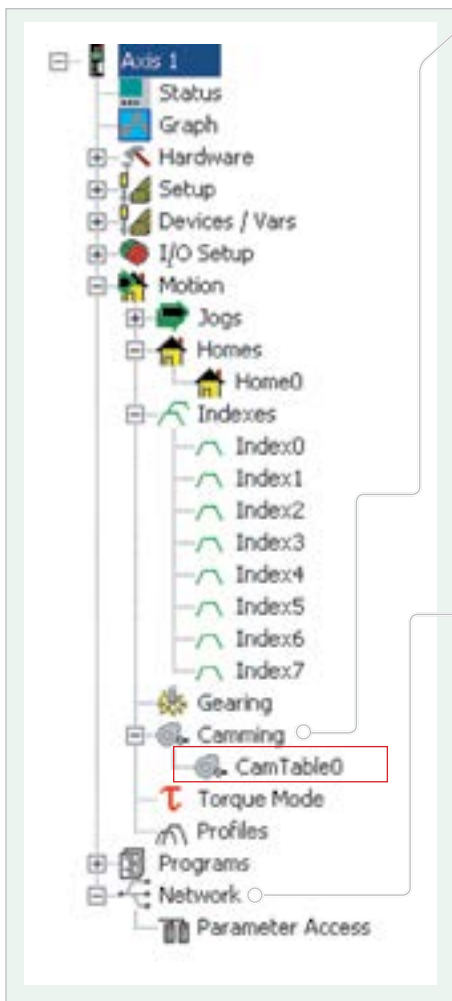 Axis 1
Status
Graph
Hardware
Setup
Devices / Vars
I/O Setup
Motion
Jogs
Homes
Home0
Indexes
Index0
Index1
Index2
Index3
Index4
Index5
Index6
Index7
Gearing
Camming
CamTable0
Torque Mode
Profiles
Programs
Network
Parameter Access